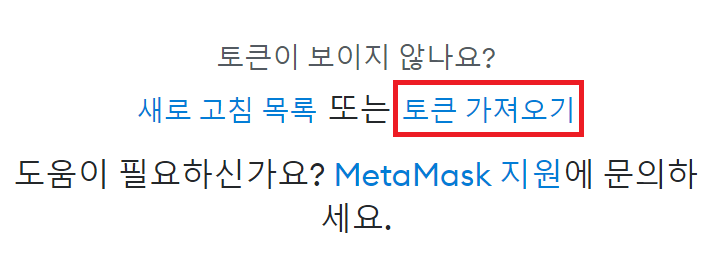 토큰이 보이지 않나요?
새로 고침 목록 또는 토큰 가져오기
도움이 필요하신가요? MetaMask 지원에 문의하
세요.